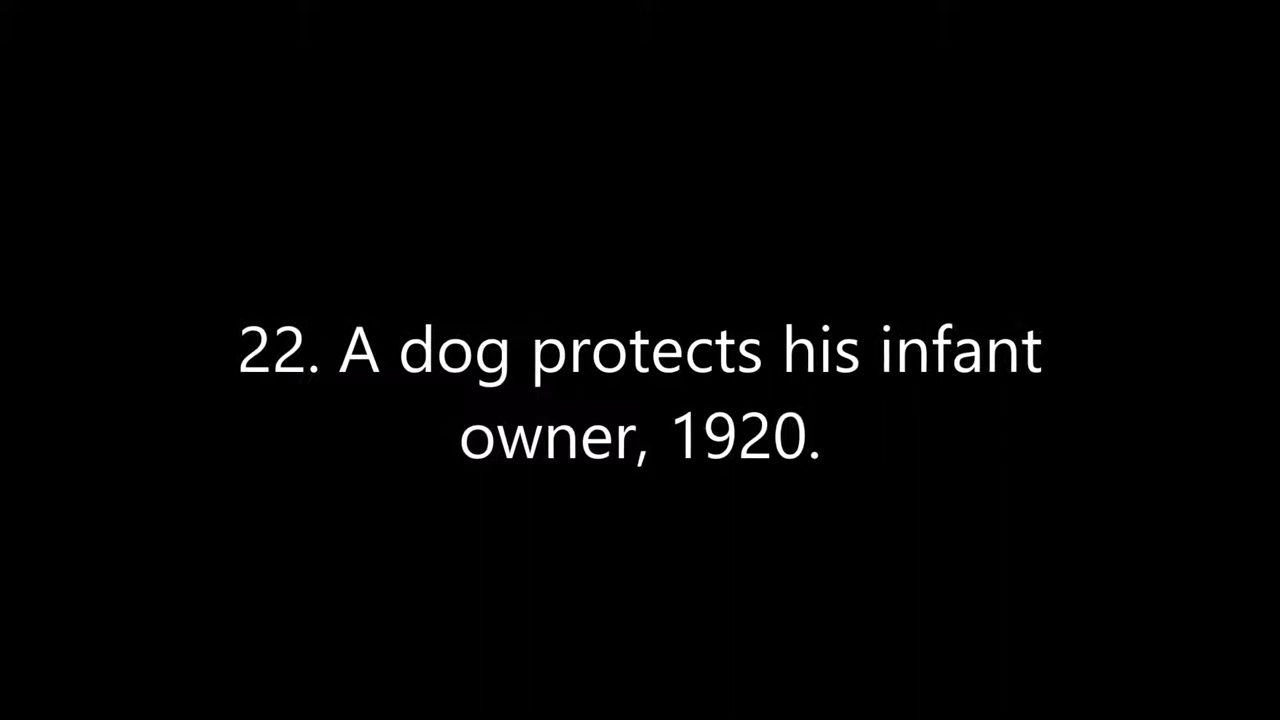 22. A dog protects his infant
owner, 1920.